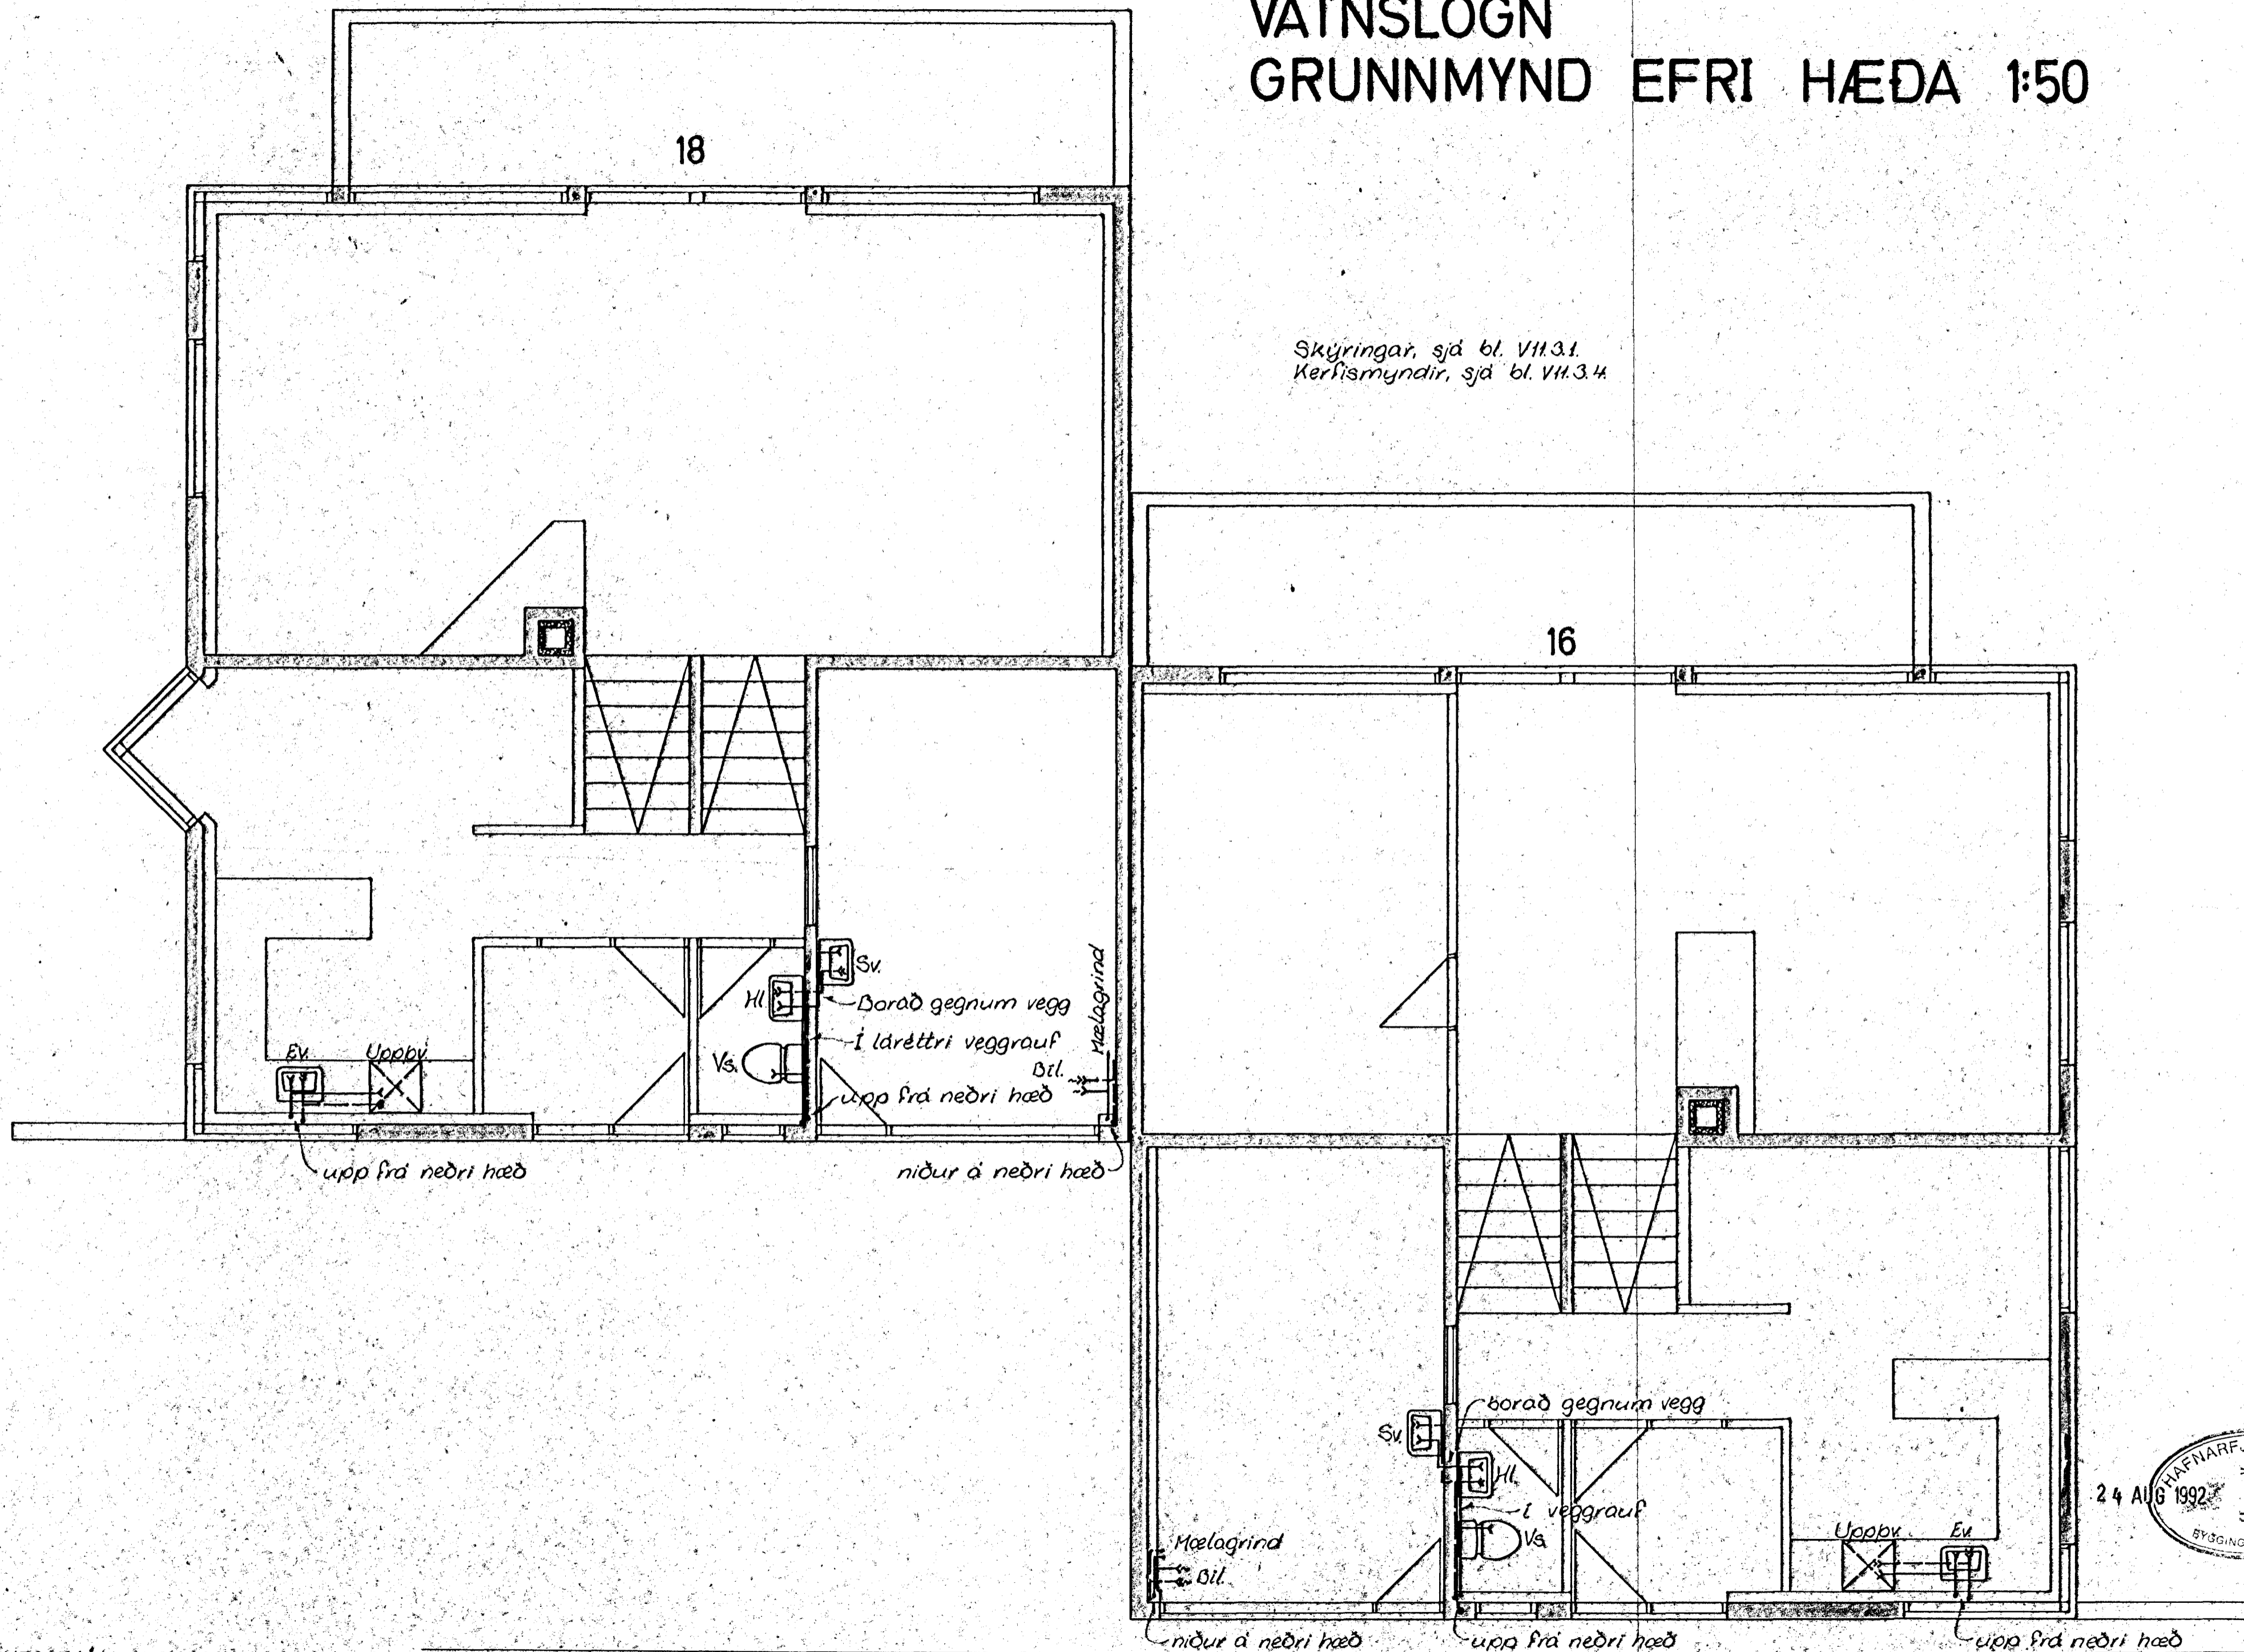 VATNSLÖGN
GRUNNMYND EFRI HÆÐA 1:50
18
Skýringar, sjá bl. V11.3.1.
Kerfismyndir, sjá bl. V11.3.4.
16
Sv.
Hl.
Borað gegnum vegg
Í láréttri veggrauf
Vs.
upp frá neðri hæð
Mælagrind
Bil.
Ev.
Uppþv.
upp frá neðri hæð
niður á neðri hæð
borað gegnum vegg
Sv.
Hl.
í veggrauf
Vs.
Mælagrind
Bil.
Uppþv.
Ev.
niður á neðri hæð
upp frá neðri hæð
upp frá neðri hæð
24 AUG 1992